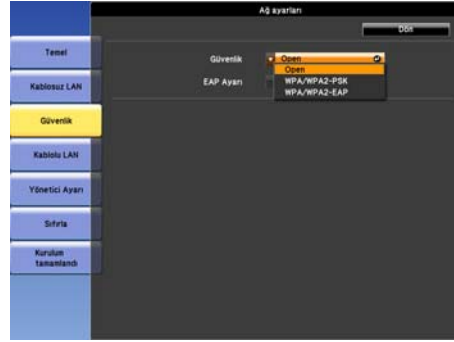 Ağ ayarları
Dön
Temel
Kablosuz LAN
Güvenlik
Kablolu LAN
Yönetici Ayarı
Sıfırla
Kurulum
tamamlandı
Güvenlik
Open
Open
WPA/WPA2-PSK
WPA/WPA2-EAP
EAP Ayarı